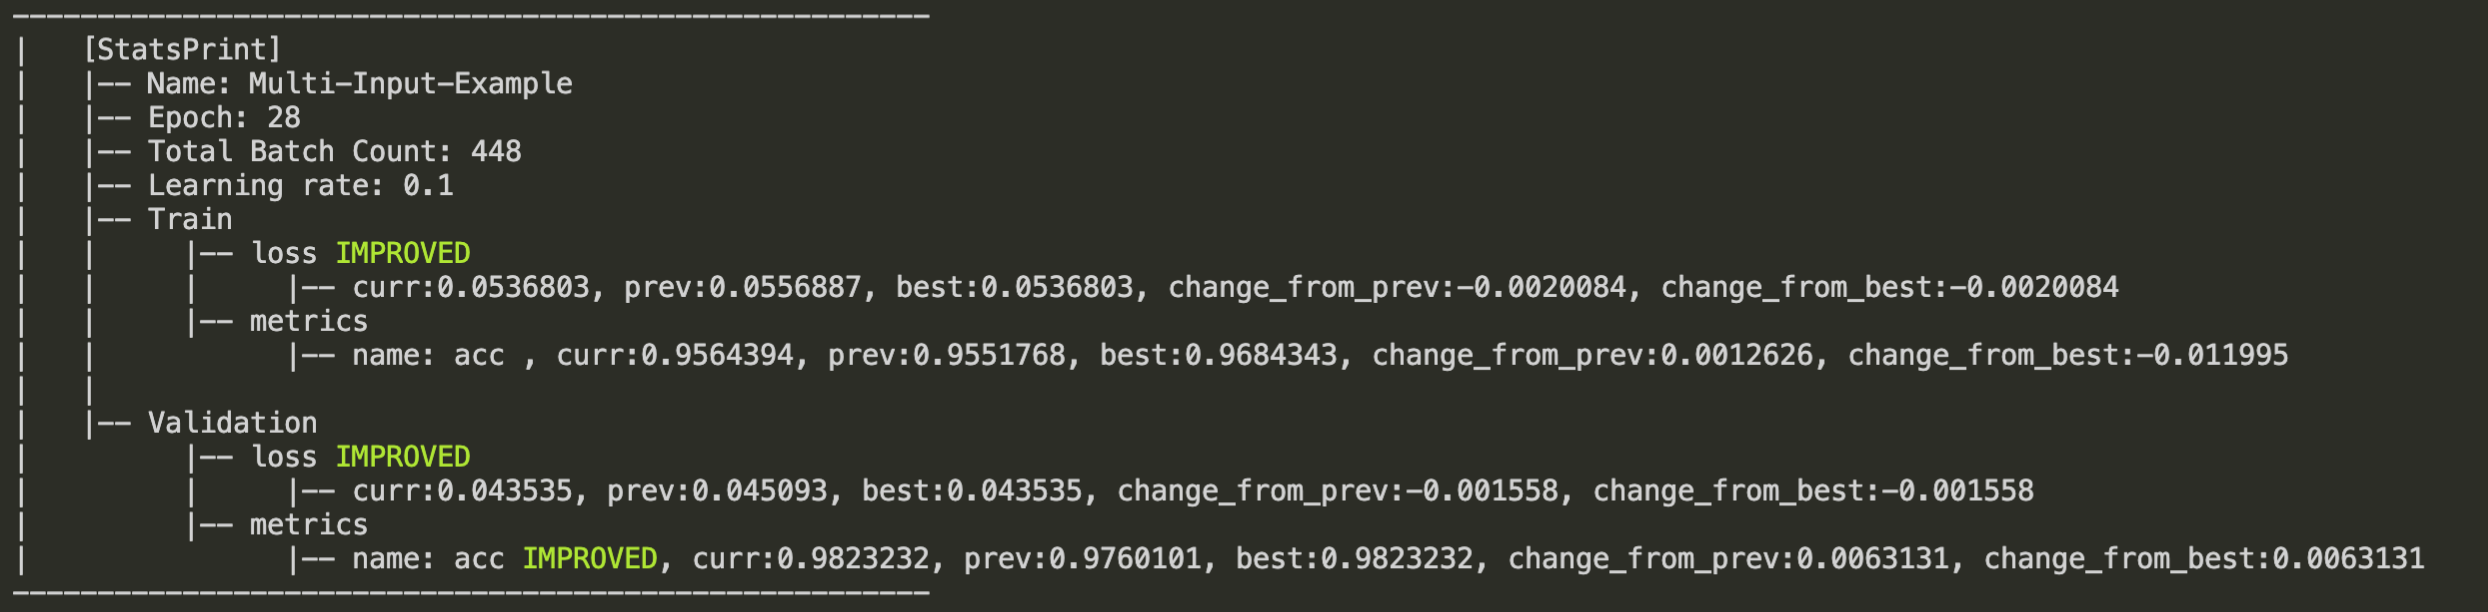 ------------------------------------------------------
|    [StatsPrint]
|    |-- Name: Multi-Input-Example
|    |-- Epoch: 28
|    |-- Total Batch Count: 448
|    |-- Learning rate: 0.1
|    |-- Train
|    |     |-- loss IMPROVED
|    |     |     |-- curr:0.0536803, prev:0.0556887, best:0.0536803, change_from_prev:-0.0020084, change_from_best:-0.0020084
|    |     |-- metrics
|    |           |-- name: acc , curr:0.9564394, prev:0.9551768, best:0.9684343, change_from_prev:0.0012626, change_from_best:-0.011995
|    |
|    |-- Validation
|          |-- loss IMPROVED
|          |     |-- curr:0.043535, prev:0.045093, best:0.043535, change_from_prev:-0.001558, change_from_best:-0.001558
|          |-- metrics
|                |-- name: acc IMPROVED, curr:0.9823232, prev:0.9760101, best:0.9823232, change_from_prev:0.0063131, change_from_best:0.0063131
------------------------------------------------------